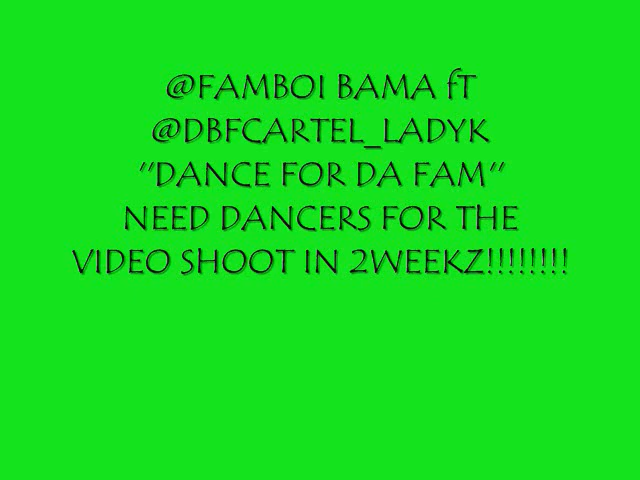 @FAMBOI BAMA fT
@DBFCARTEL_LADYK
''DANCE FOR DA FAM''
NEED DANCERS FOR THE
VIDEO SHOOT IN 2WEEKZ!!!!!!!!